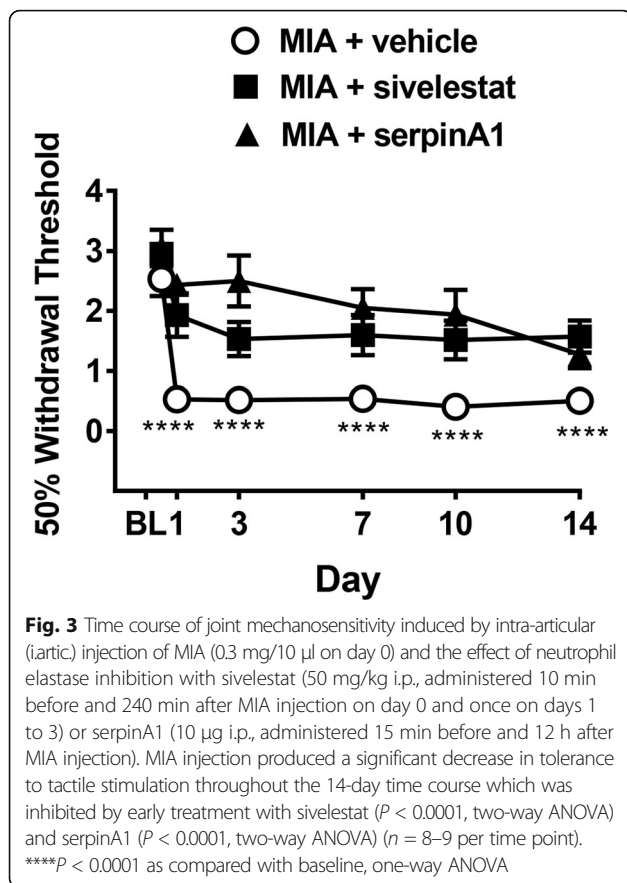 MIA + vehicle
MIA + sivelestat
MIA + serpinA1
4
3
2
1
0
50% Withdrawal Threshold
**** **** **** **** ****
BL1 3 7 10 14
Day
Fig. 3 Time course of joint mechanosensitivity induced by intra-articular
(i.artic.) injection of MIA (0.3 mg/10 μl on day 0) and the effect of neutrophil
elastase inhibition with sivelestat (50 mg/kg i.p., administered 10 min
before and 240 min after MIA injection on day 0 and once on days 1
to 3) or serpinA1 (10 μg i.p., administered 15 min before and 12 h after
MIA injection). MIA injection produced a significant decrease in tolerance
to tactile stimulation throughout the 14-day time course which was
inhibited by early treatment with sivelestat (P < 0.0001, two-way ANOVA)
and serpinA1 (P < 0.0001, two-way ANOVA) (n = 8–9 per time point).
****P < 0.0001 as compared with baseline, one-way ANOVA